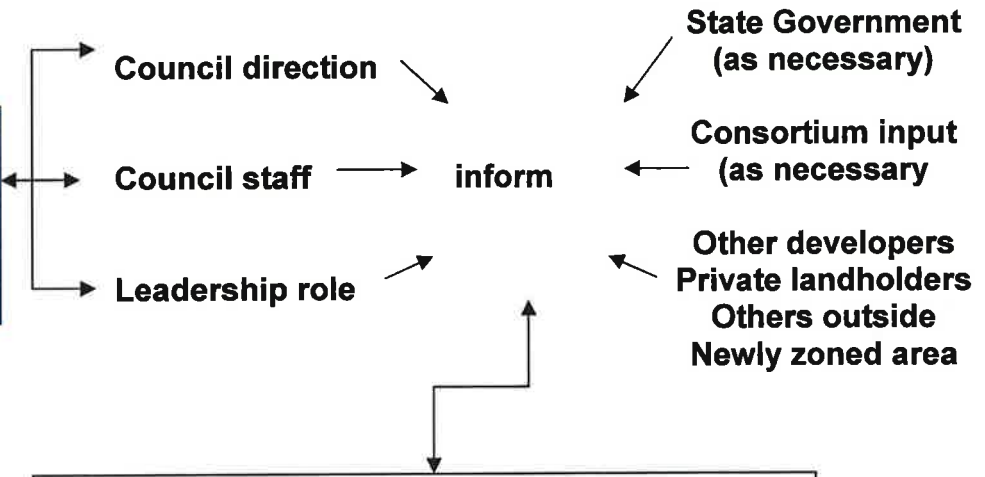 Council direction
Council staff
Leadership role
inform
State Government
(as necessary)
Consortium input
(as necessary
Other developers
Private landholders
Others outside
Newly zoned area